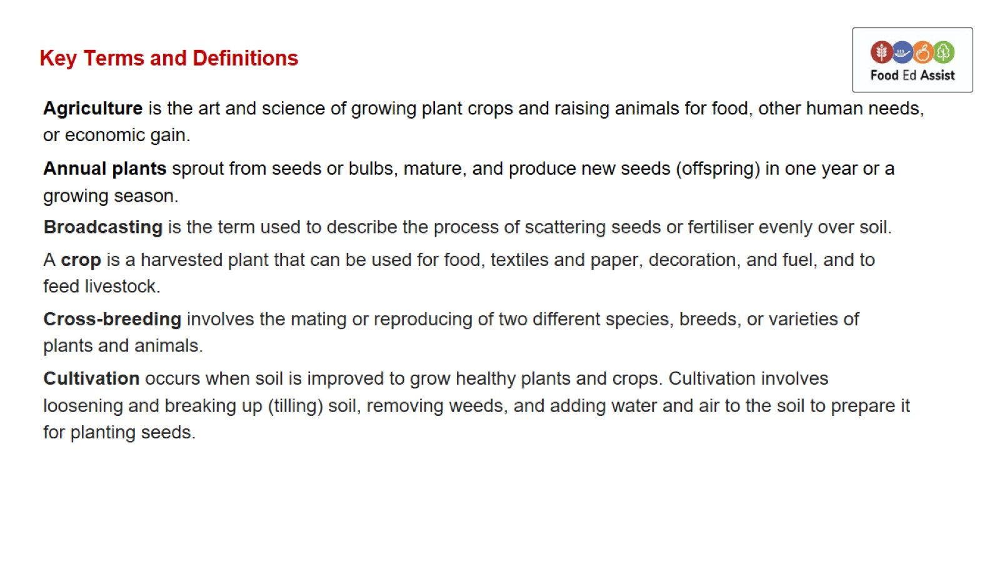 Key Terms and Definitions
Food Ed Assist
Agriculture is the art and science of growing plant crops and raising animals for food, other human needs,
or economic gain.
Annual plants sprout from seeds or bulbs, mature, and produce new seeds (offspring) in one year or a
growing season.
Broadcasting is the term used to describe the process of scattering seeds or fertiliser evenly over soil.
A crop is a harvested plant that can be used for food, textiles and paper, decoration, and fuel, and to
feed livestock.
Cross-breeding involves the mating or reproducing of two different species, breeds, or varieties of
plants and animals.
Cultivation occurs when soil is improved to grow healthy plants and crops. Cultivation involves
loosening and breaking up (tilling) soil, removing weeds, and adding water and air to the soil to prepare it
for planting seeds.